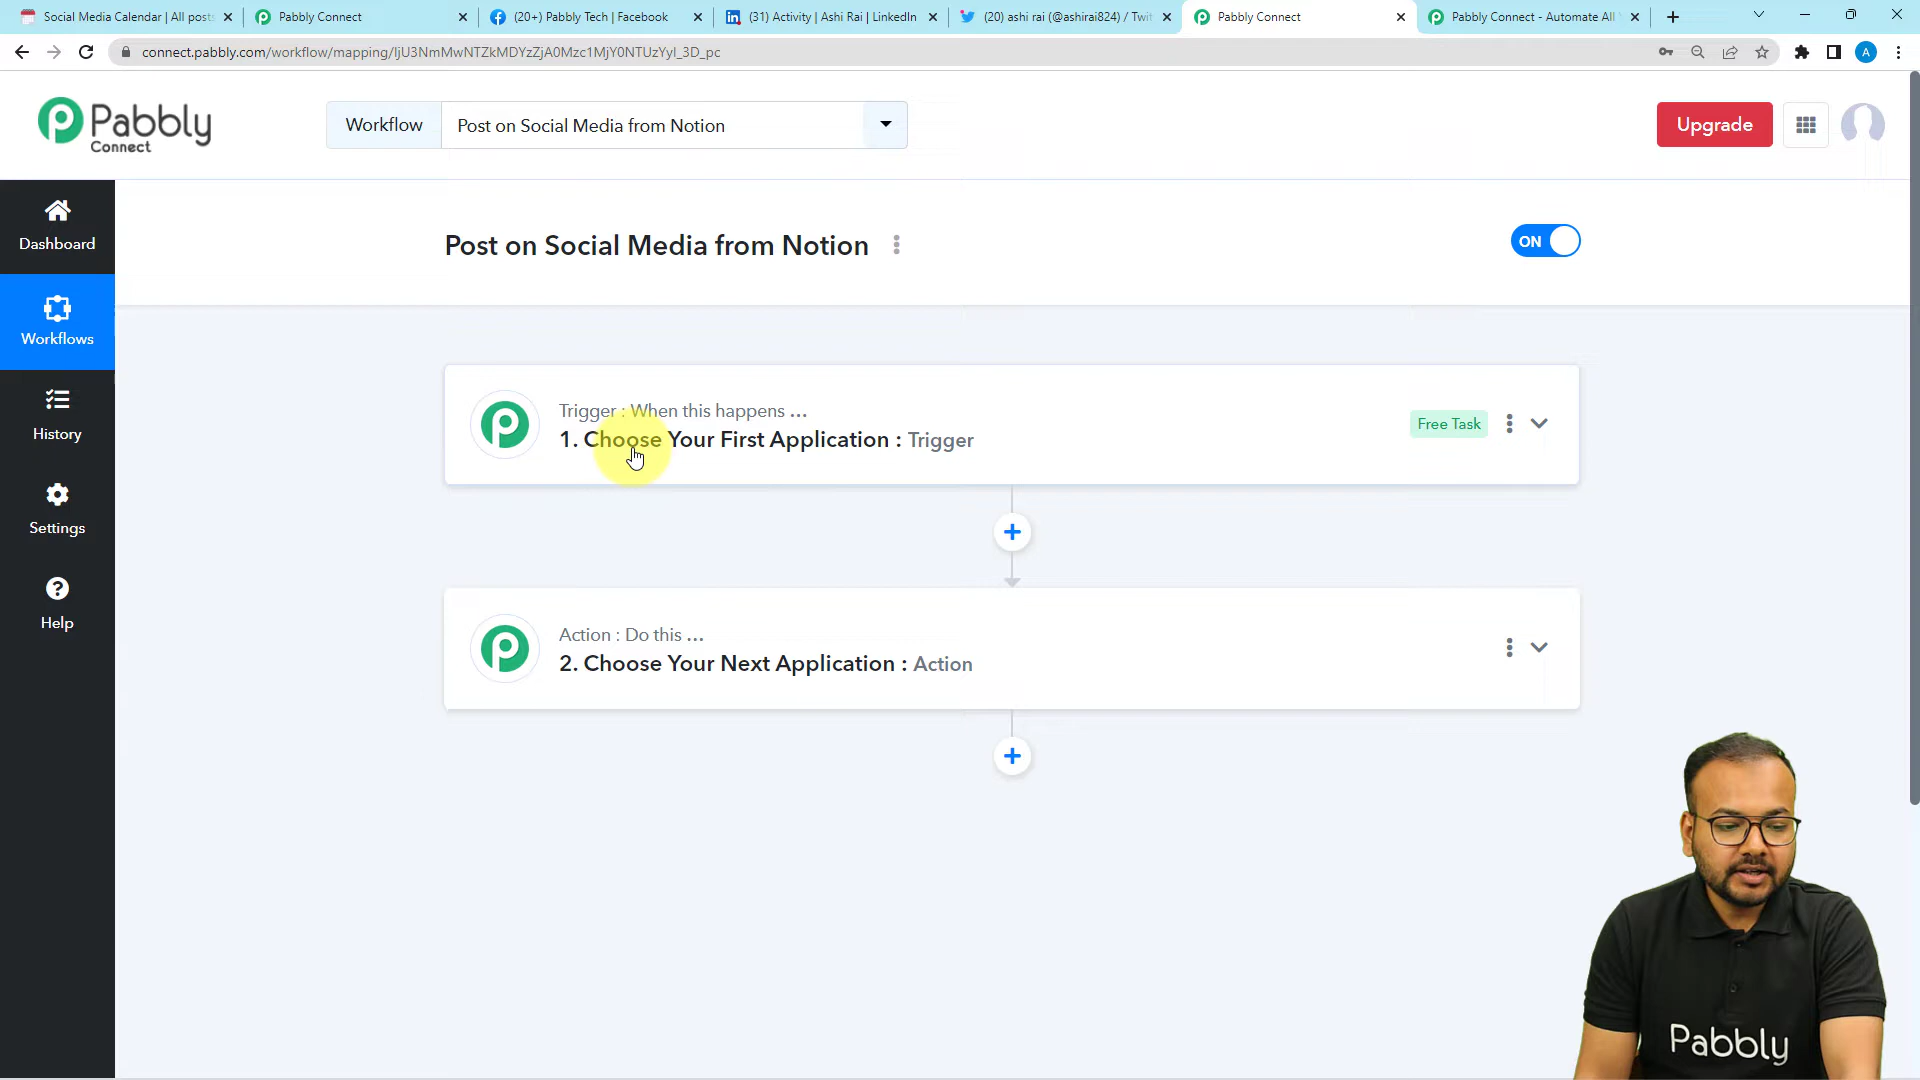 Social Media Calendar | All posts
Pabbly Connect
(20+) Pabbly Tech | Facebook
(31) Activity | Ashi Rai | LinkedIn
(20) ashi rai (@ashirai824) / Twit
Pabbly Connect
Pabbly Connect - Automate All
connect.pabbly.com/workflow/mapping/IjU3NmMwNTZkMDYzZjA0Mzc1MjY0NTUzYyI_3D_pc
A
Pabbly
Connect
Workflow
Post on Social Media from Notion
Upgrade
Dashboard
Workflows
History
Settings
Help
Post on Social Media from Notion
ON
Trigger : When this happens ...
1. Choose Your First Application : Trigger
Free Task
Action : Do this ...
2. Choose Your Next Application : Action
Pabbly